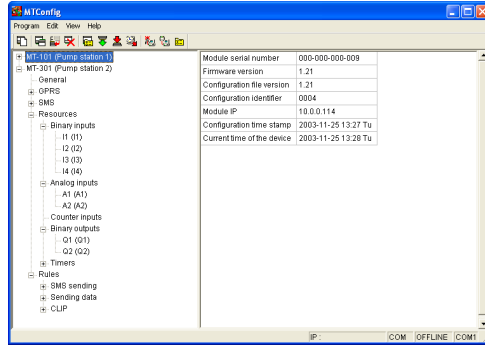 MTConfig
Program Edit View Help
MT-101 (Pump station 1)
MT-301 (Pump station 2)
General
GPRS
SMS
Resources
Binary inputs
I1 (I1)
I2 (I2)
I3 (I3)
I4 (I4)
Analog inputs
A1 (A1)
A2 (A2)
Counter inputs
Binary outputs
Q1 (Q1)
Q2 (Q2)
Timers
Rules
SMS sending
Sending data
CLIP
Module serial number 000-000-000-009
Firmware version 1.21
Configuration file version 1.21
Configuration identifier 0004
Module IP 10.0.0.114
Configuration time stamp 2003-11-25 13:27 Tu
Current time of the device 2003-11-25 13:28 Tu
IP : COM OFFLINE COM1